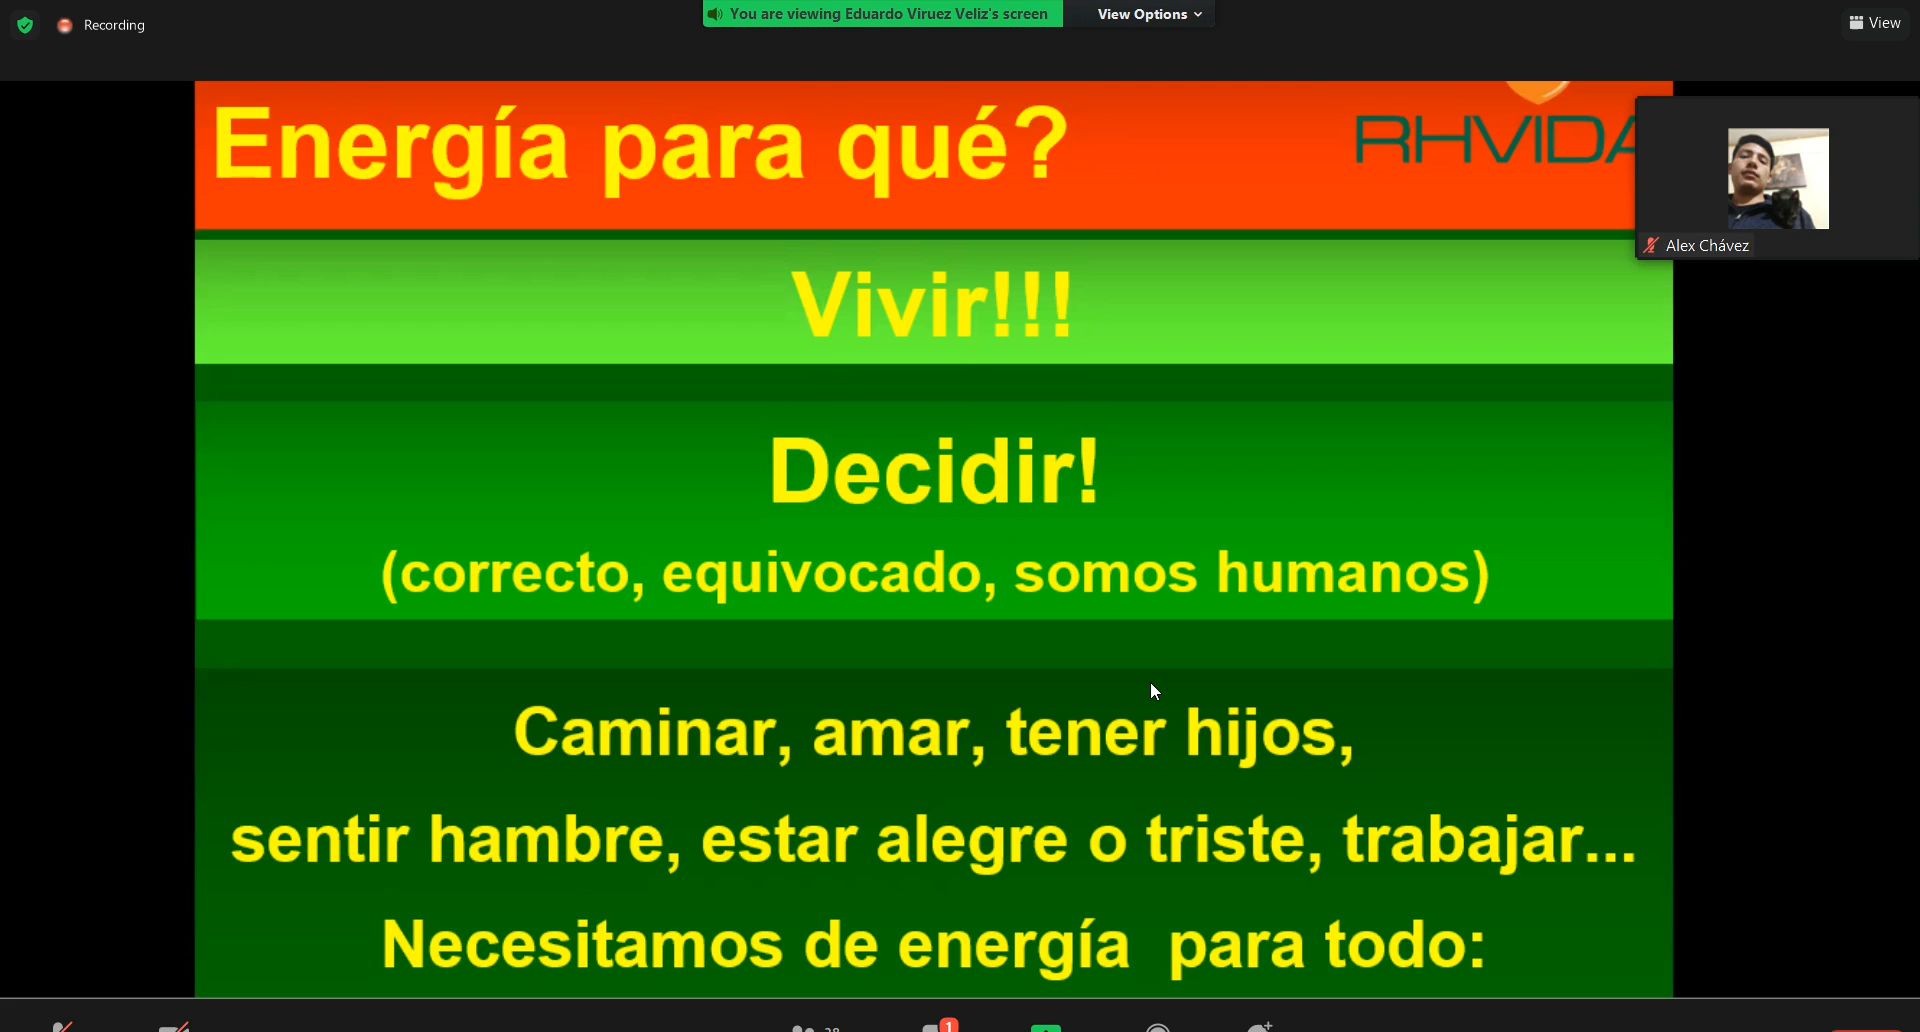 Recording
You are viewing Eduardo Viruez Veliz's screen
View Options
View
Energía para qué?
RHVIDA
Alex Chávez
Vivir!!!
Decidir!
(correcto, equivocado, somos humanos)
Caminar, amar, tener hijos,
sentir hambre, estar alegre o triste, trabajar...
Necesitamos de energía  para todo:
1